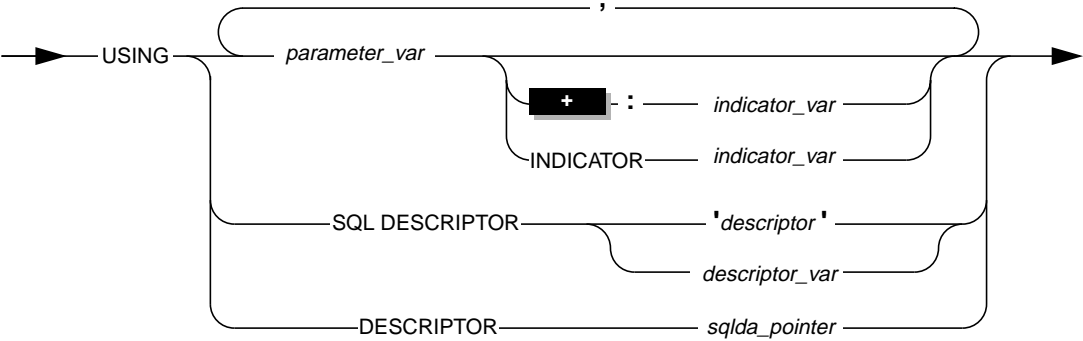 ,
USING parameter_var
+ : indicator_var
INDICATOR indicator_var
SQL DESCRIPTOR 'descriptor'
descriptor_var
DESCRIPTOR sqlda_pointer